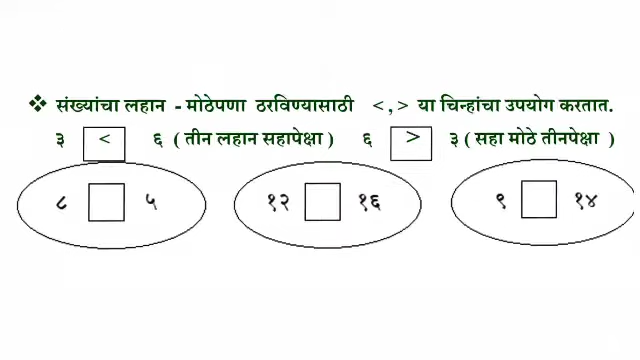 ❖ संख्यांचा लहान - मोठेपणा ठरविण्यासाठी < , > या चिन्हांचा उपयोग करतात.
३ < ६ ( तीन लहान सहापेक्षा ) ६ > ३ ( सहा मोठे तीनपेक्षा )
८ ५ १२ १६ ९ १४